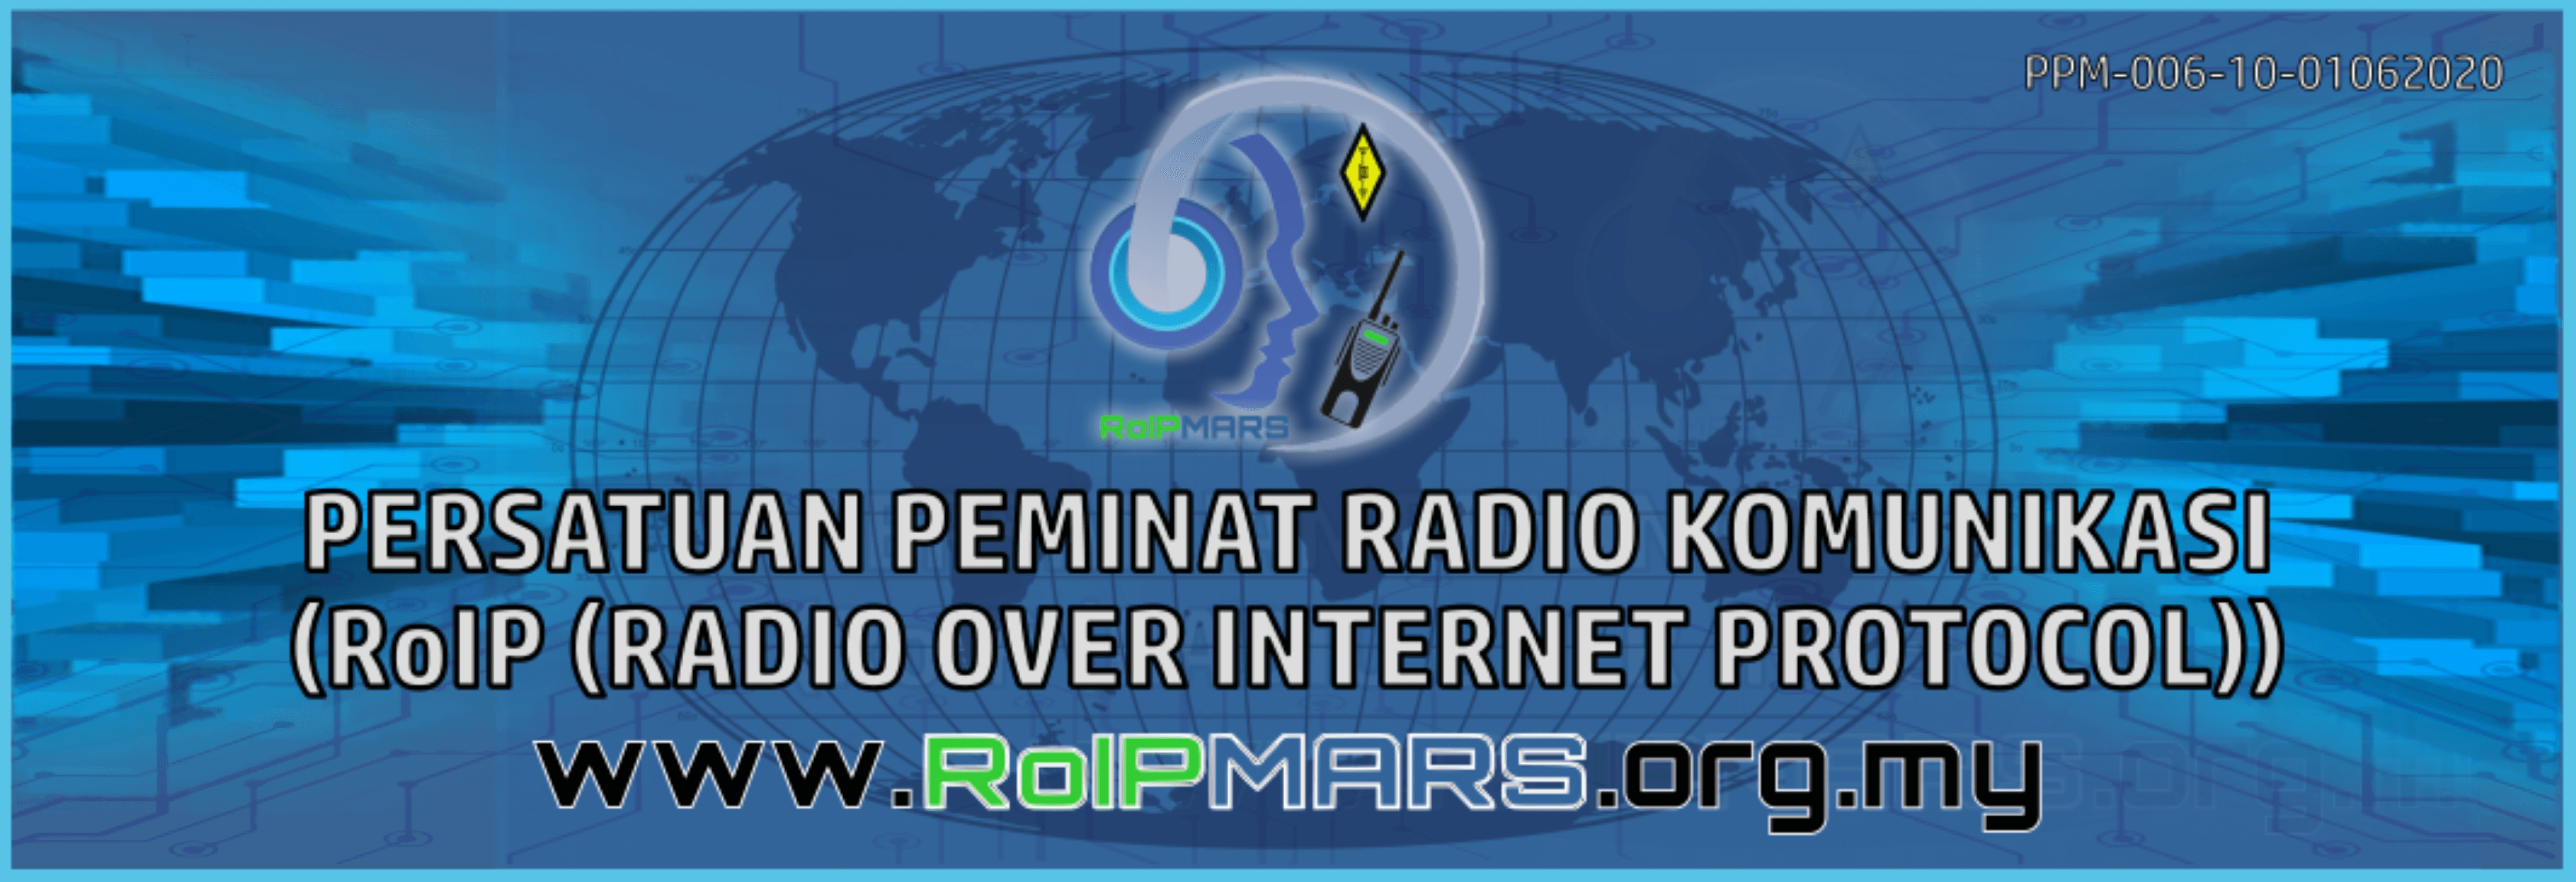 PPM-006-10-01062020
RoIPMARS
PERSATUAN PEMINAT RADIO KOMUNIKASI
(RoIP (RADIO OVER INTERNET PROTOCOL))
www.RoIPMARS.org.my